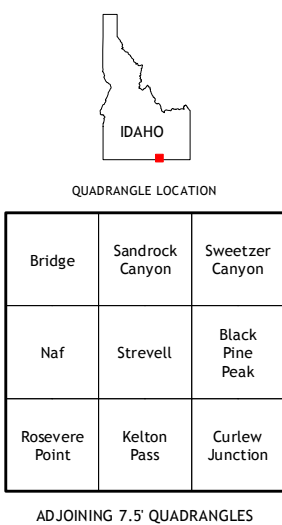 IDAHO
QUADRANGLE LOCATION
Bridge
Sandrock
Canyon
Sweetzer
Canyon
Naf
Strevell
Black
Pine
Peak
Rosevere
Point
Kelton
Pass
Curlew
Junction
ADJOINING 7.5' QUADRANGLES